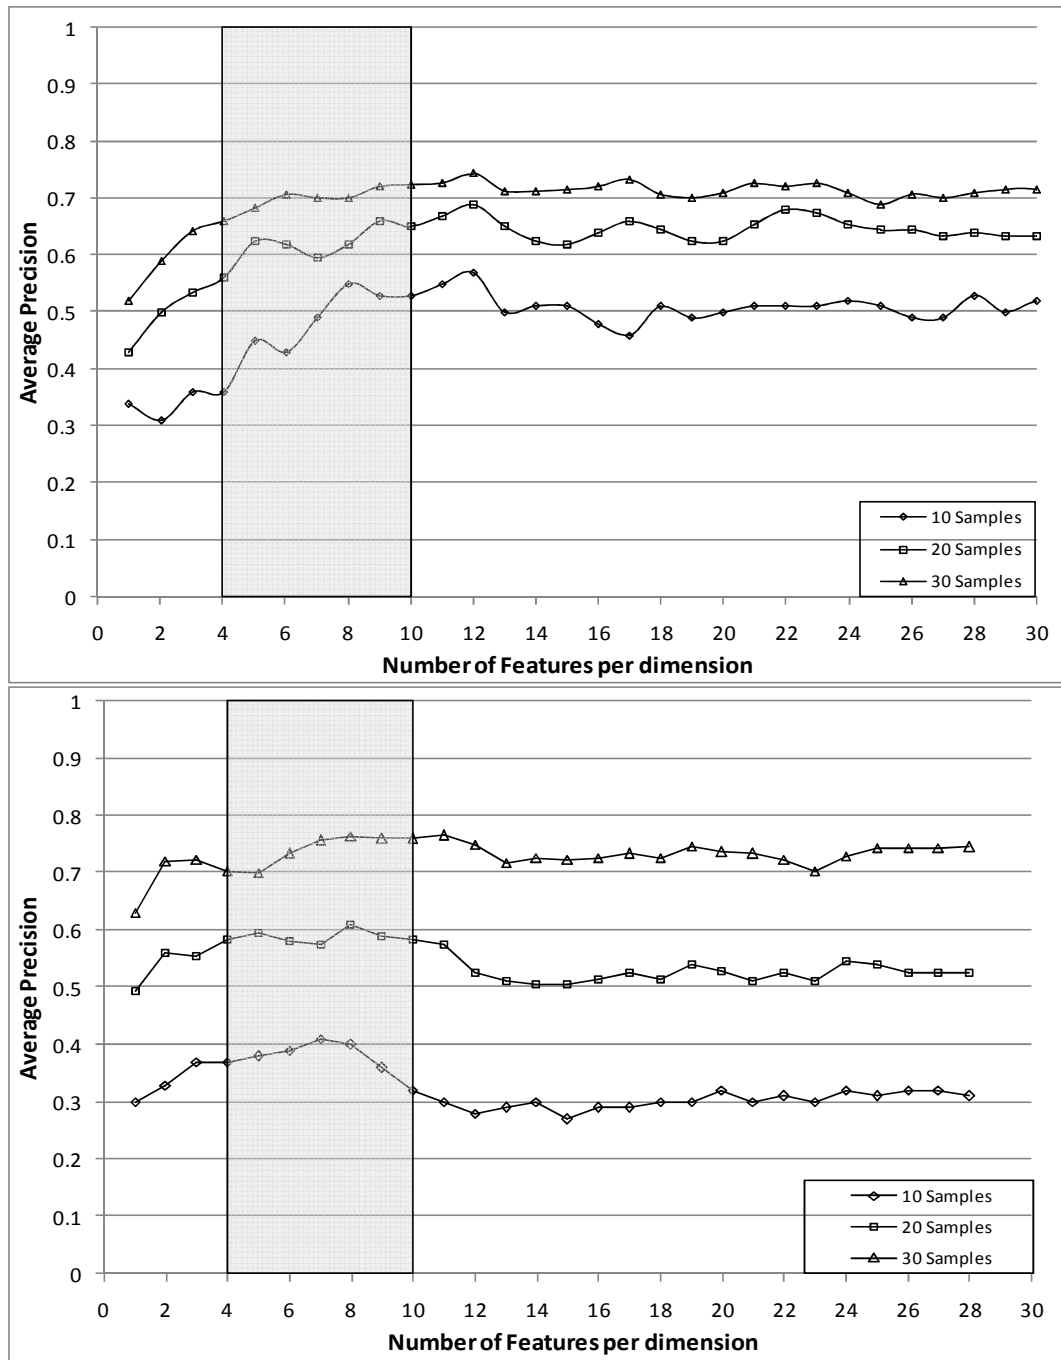 1
0.9
0.8
0.7
0.6
0.5
0.4
0.3
0.2
0.1
0
Average Precision
10 Samples
20 Samples
30 Samples
0 2 4 6 8 10 12 14 16 18 20 22 24 26 28 30
Number of Features per dimension
1
0.9
0.8
0.7
0.6
0.5
0.4
0.3
0.2
0.1
0
Average Precision
10 Samples
20 Samples
30 Samples
0 2 4 6 8 10 12 14 16 18 20 22 24 26 28 30
Number of Features per dimension